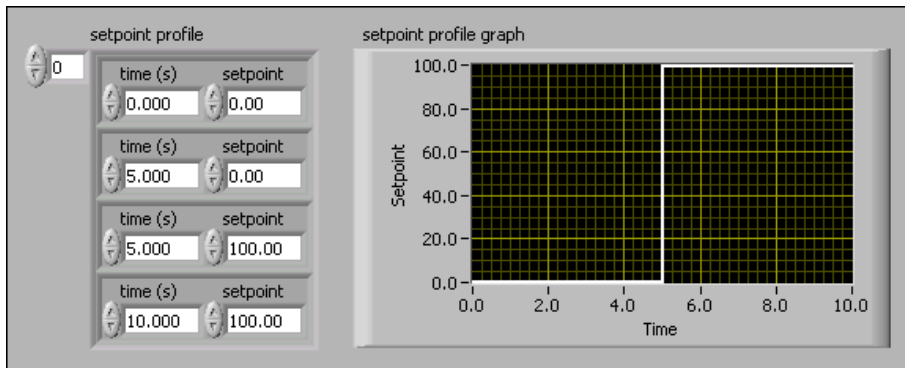 setpoint profile
0
time (s) setpoint
0.000 0.00
time (s) setpoint
5.000 0.00
time (s) setpoint
5.000 100.00
time (s) setpoint
10.000 100.00
setpoint profile graph
100.0
80.0
60.0
40.0
20.0
0.0
Setpoint
0.0 2.0 4.0 6.0 8.0 10.0
Time